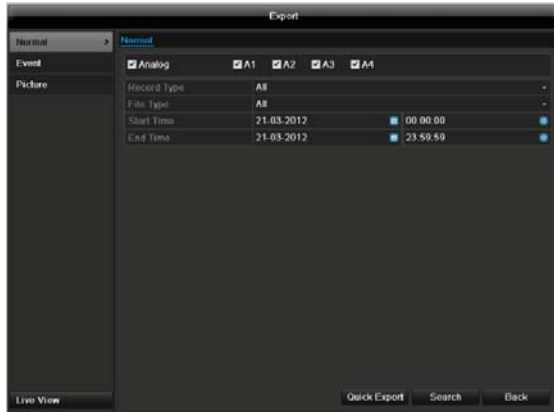 Export
Normal
Event
Picture
Live View
Normal
Analog A1 A2 A3 A4
Record Type All
File Type All
Start Time 21-03-2012 00:00:00
End Time 21-03-2012 23:59:59
Quick Export Search Back